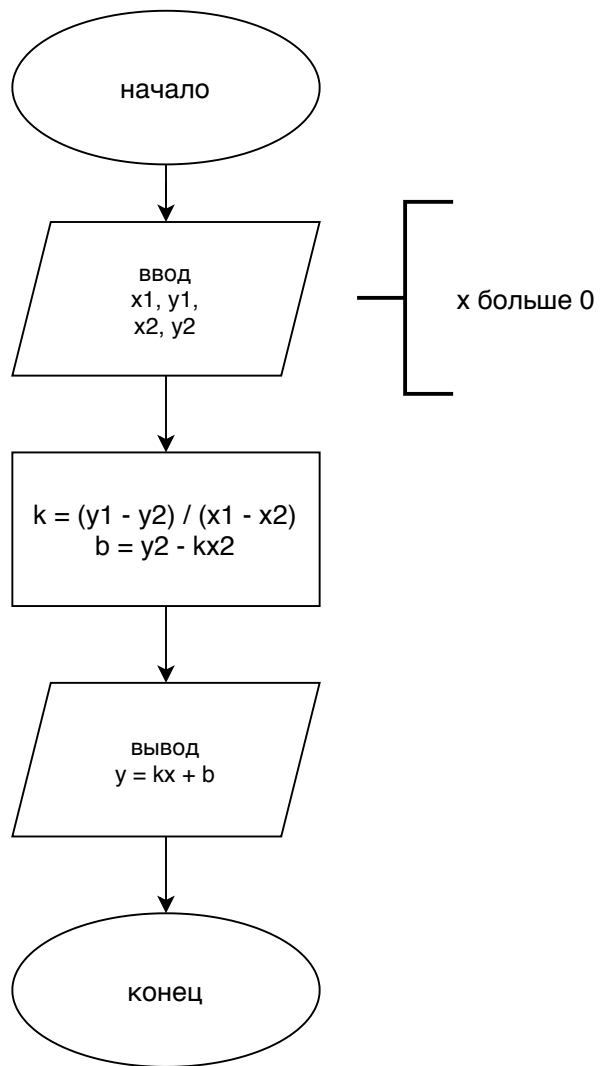 начало
ввод
x1, y1,
x2, y2
x больше 0
k = (y1 - y2) / (x1 - x2)
b = y2 - kx2
вывод
y = kx + b
конец